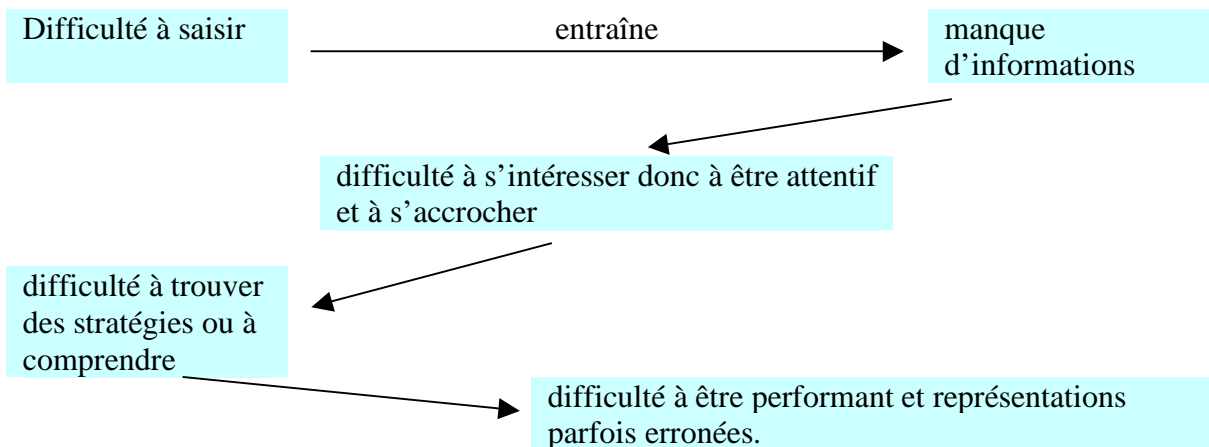 Difficulté à saisir
entraîne
manque
d’informations
difficulté à s’intéresser donc à être attentif
et à s’accrocher
difficulté à trouver
des stratégies ou à
comprendre
difficulté à être performant et représentations
parfois erronées.